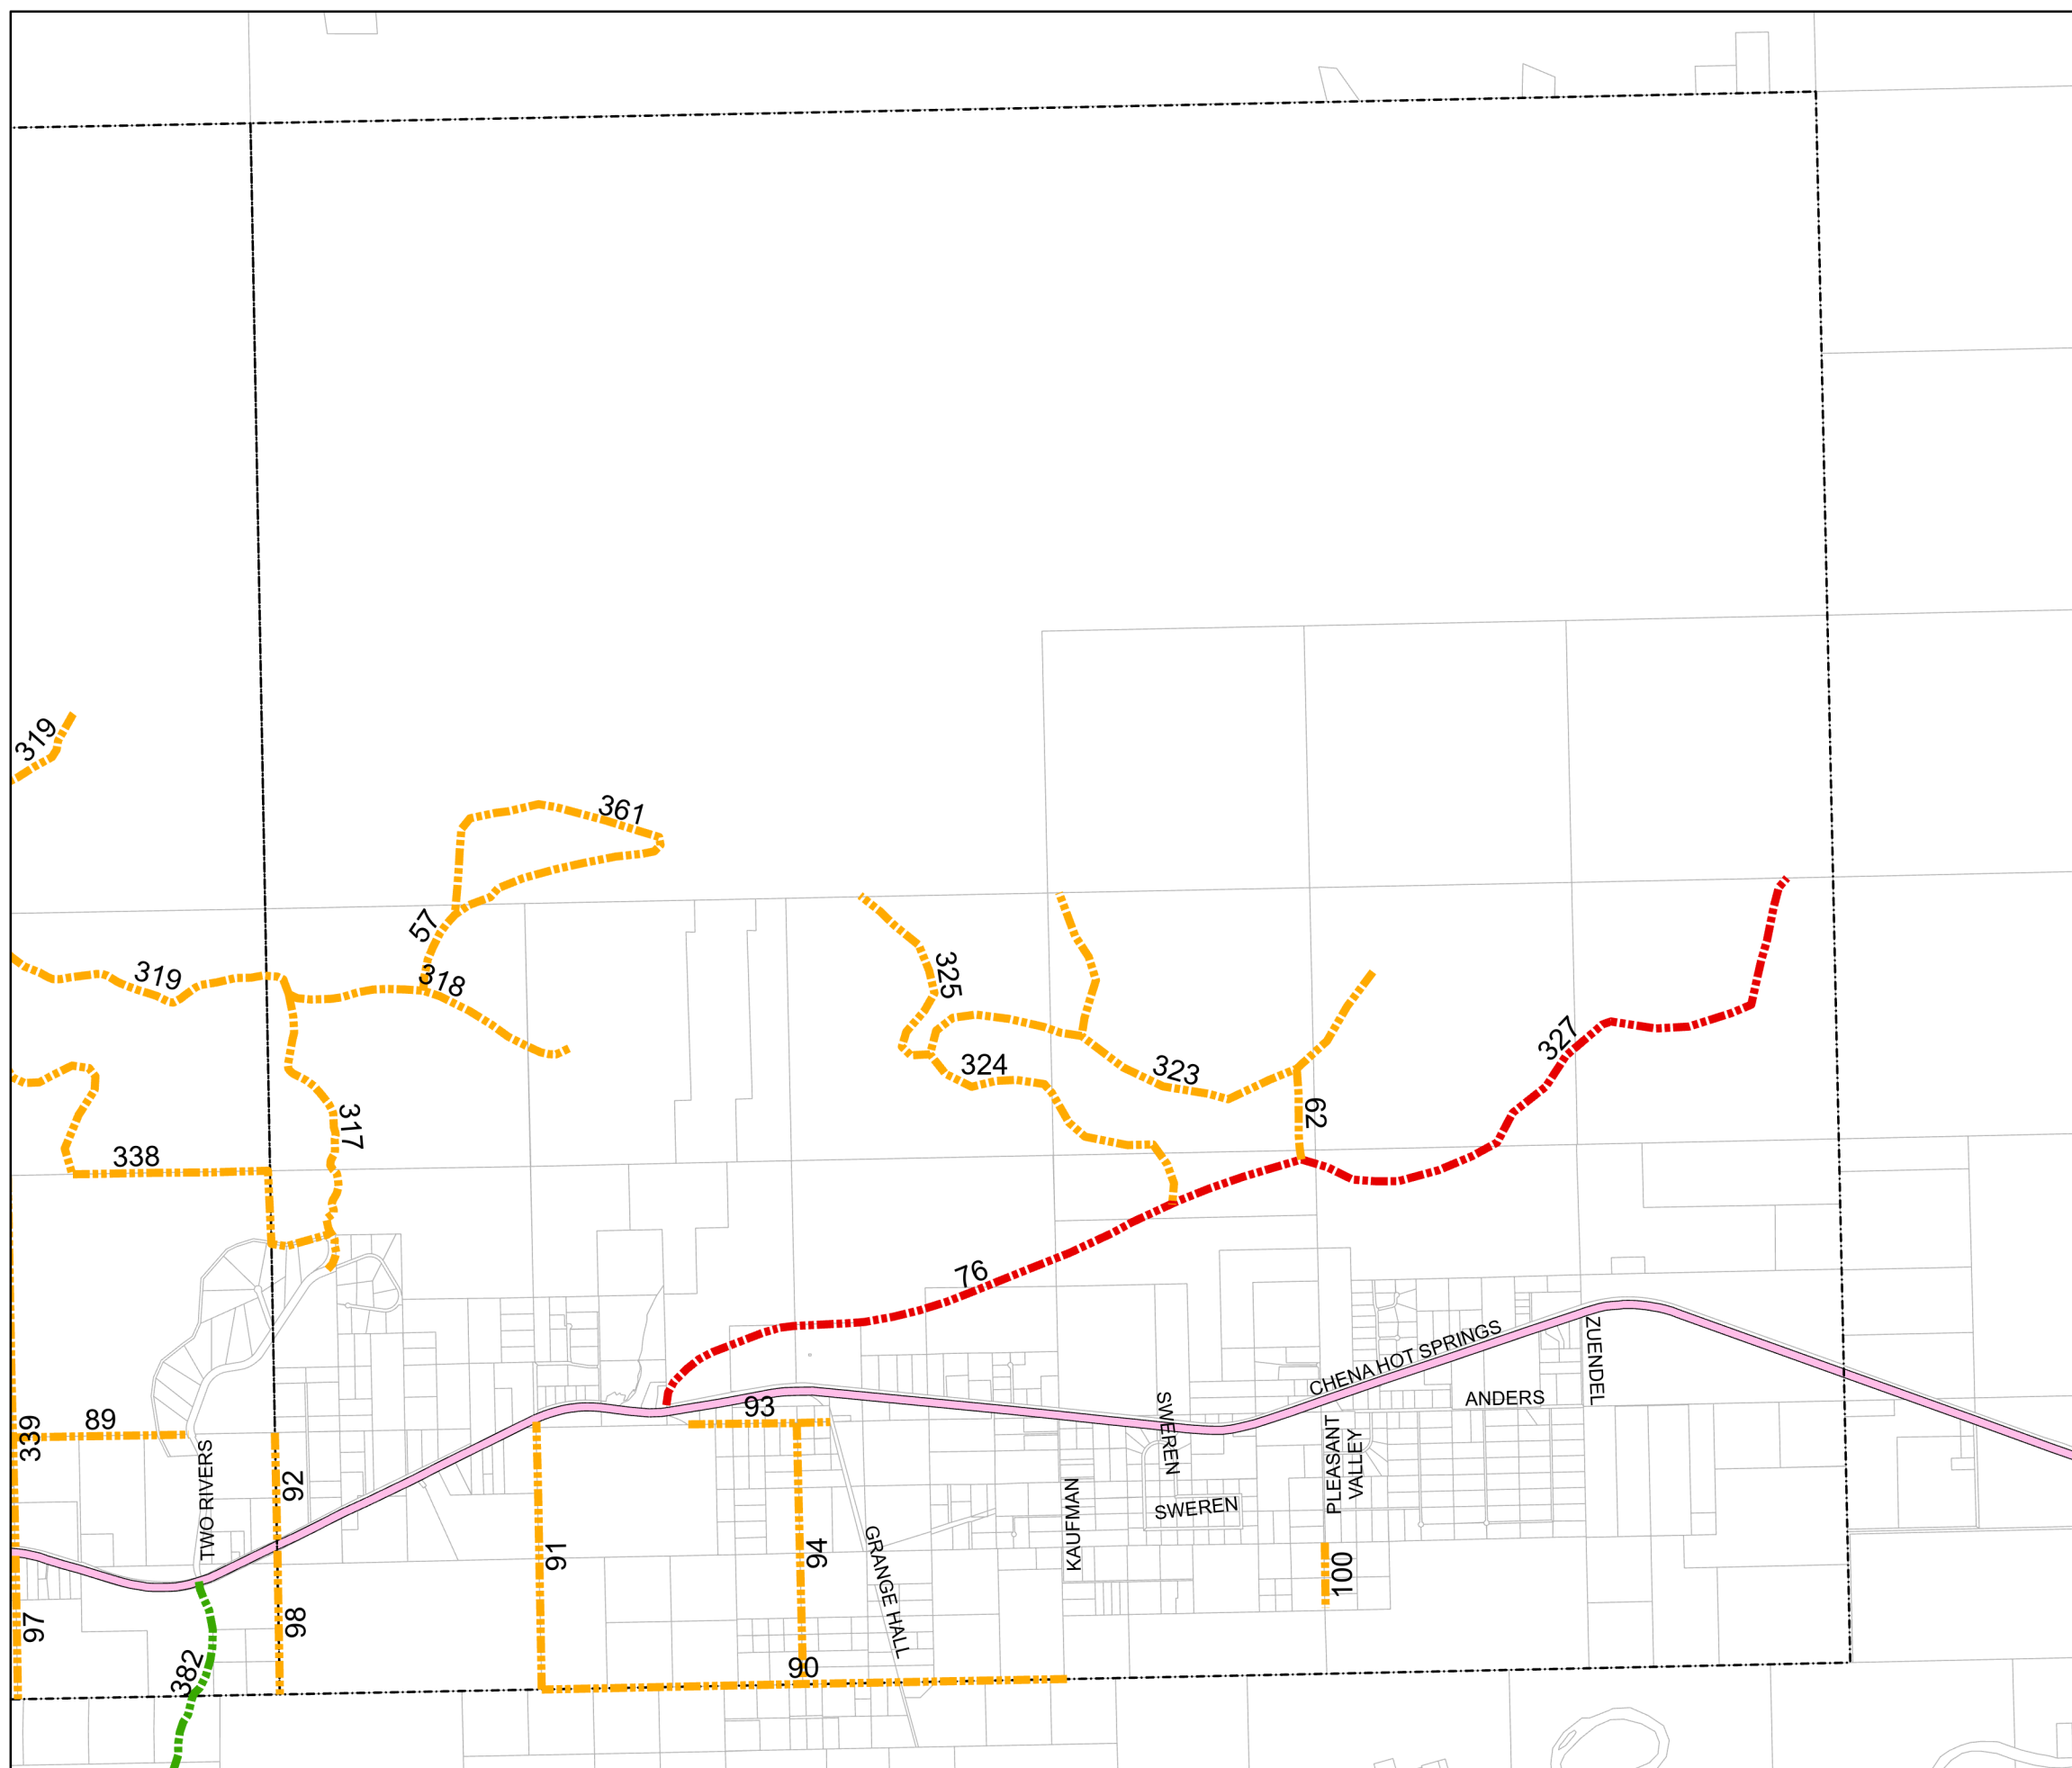 319
361
57
319
318
325
324
323
62
327
317
338
76
CHENA HOT SPRINGS
ZUENDEL
ANDERS
93
89
339
SWEREN
PLEASANT
VALLEY
TWO RIVERS
92
KAUFMAN
SWEREN
91
94
GRANGE HALL
100
97
98
382
90